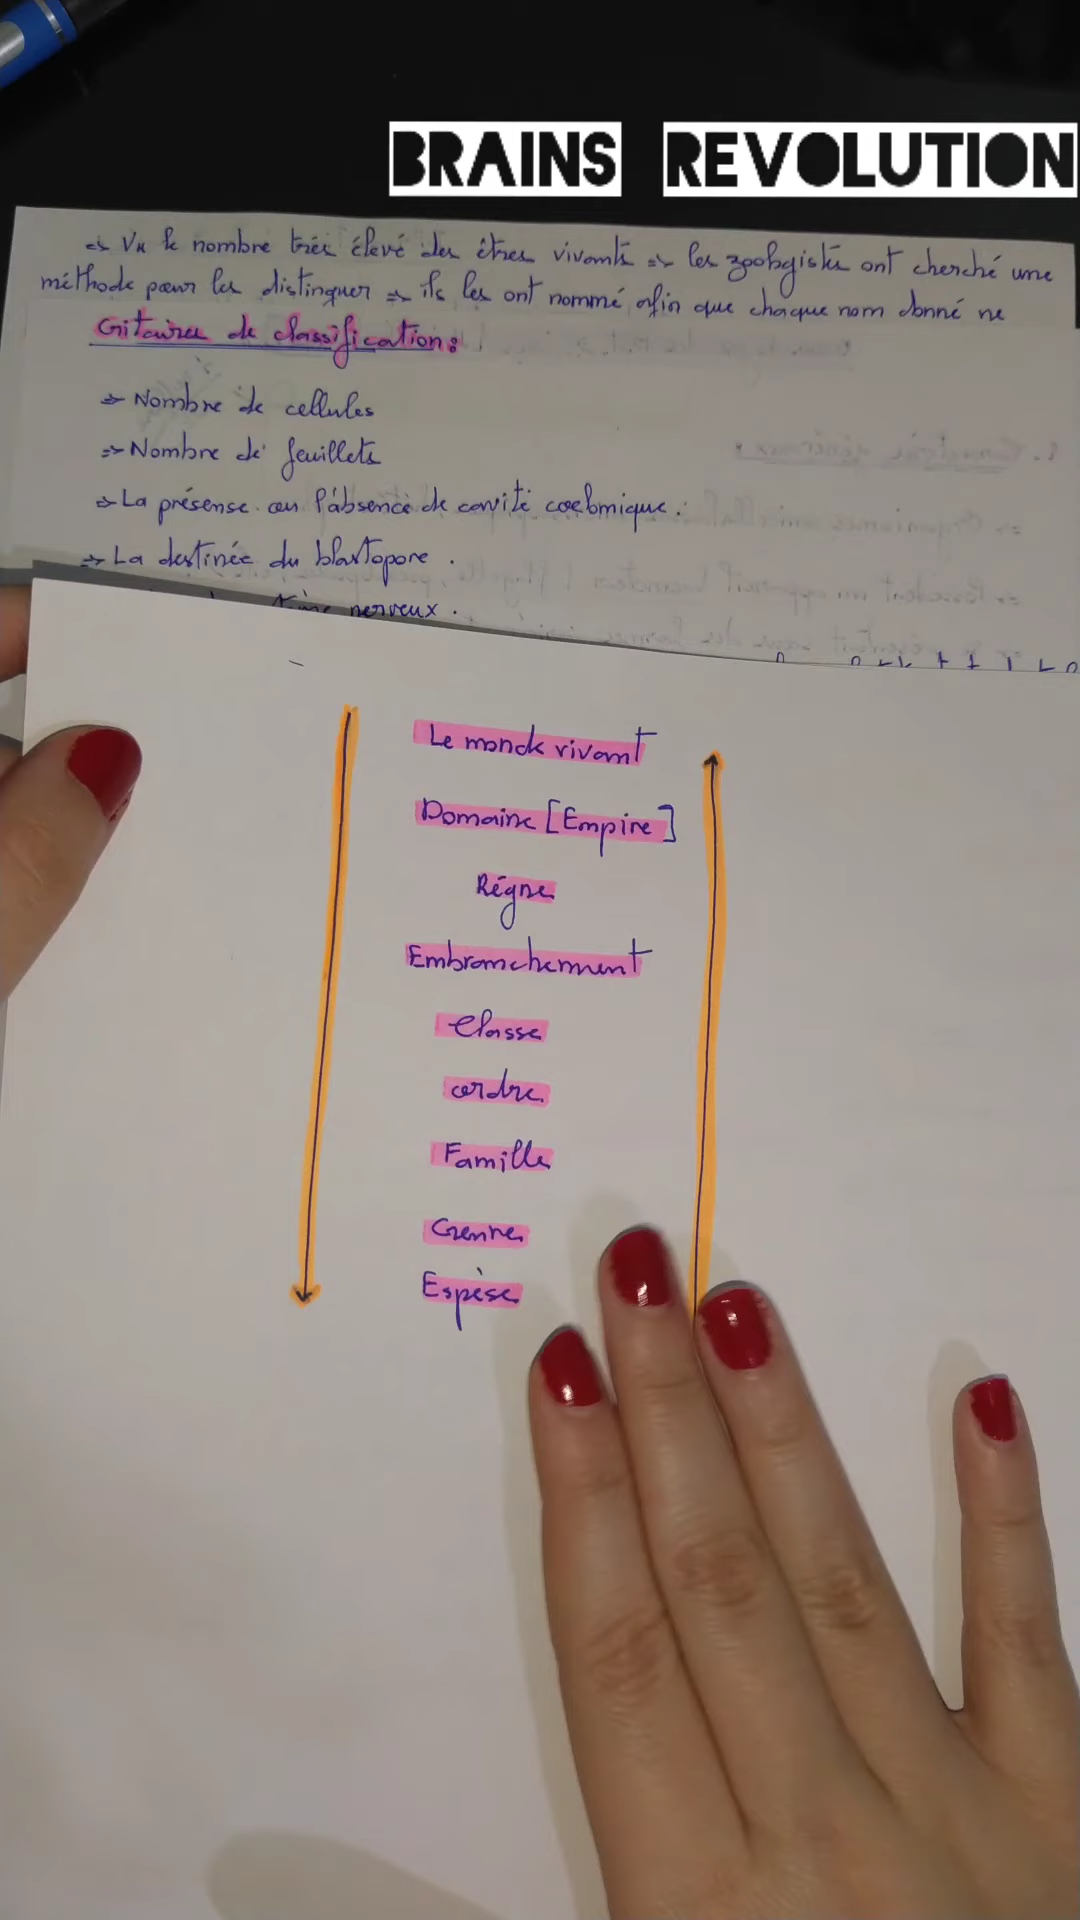 BRAINS REVOLUTION
=> Vu le nombre très élevé des êtres vivants => les zoologistes ont cherché une
méthode pour les distinguer => ils les ont nommé afin que chaque nom donné ne
Critaires de classification:
=> Nombre de cellules
=> Nombre de feuillets
=> La présense ou l'absence de cavité coelomique.
=> La destinée du blastopore.
nerveux.
Le monde vivant
Domaine [Empire]
Régne
Embranchement
Classe
ordre
Famille
Genre
Espèse